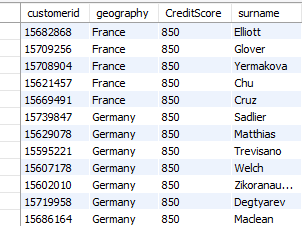 customerid geography CreditScore surname
15682868 France 850 Elliott
15709256 France 850 Glover
15708904 France 850 Yermakova
15621457 France 850 Chu
15669491 France 850 Cruz
15739847 Germany 850 Sadlier
15629078 Germany 850 Matthias
15595221 Germany 850 Trevisano
15607178 Germany 850 Welch
15602010 Germany 850 Zikoranau...
15719958 Germany 850 Degtyarev
15686164 Germany 850 Maclean